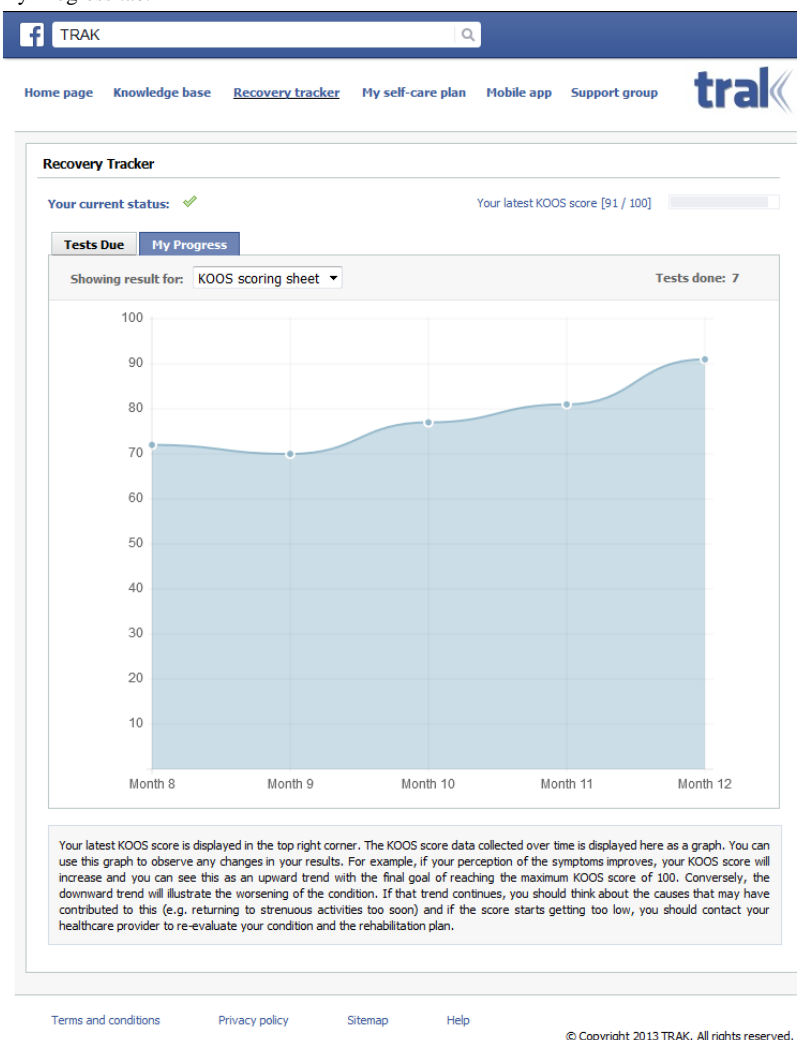 TRAK
Home page Knowledge base Recovery tracker My self-care plan Mobile app Support group
trak
Recovery Tracker
Your current status:
Your latest KOOS score [91 / 100]
Tests Due My Progress
Showing result for: KOOS scoring sheet
Tests done: 7
100
90
80
70
60
50
40
30
20
10
Month 8 Month 9 Month 10 Month 11 Month 12
Your latest KOOS score is displayed in the top right corner. The KOOS score data collected over time is displayed here as a graph. You can
use this graph to observe any changes in your results. For example, if your perception of the symptoms improves, your KOOS score will
increase and you can see this as an upward trend with the final goal of reaching the maximum KOOS score of 100. Conversely, the
downward trend will illustrate the worsening of the condition. If that trend continues, you should think about the causes that may have
contributed to this (e.g. returning to strenuous activities too soon) and if the score starts getting too low, you should contact your
healthcare provider to re-evaluate your condition and the rehabilitation plan.
Terms and conditions Privacy policy Sitemap Help
© Copyright 2013 TRAK. All rights reserved.